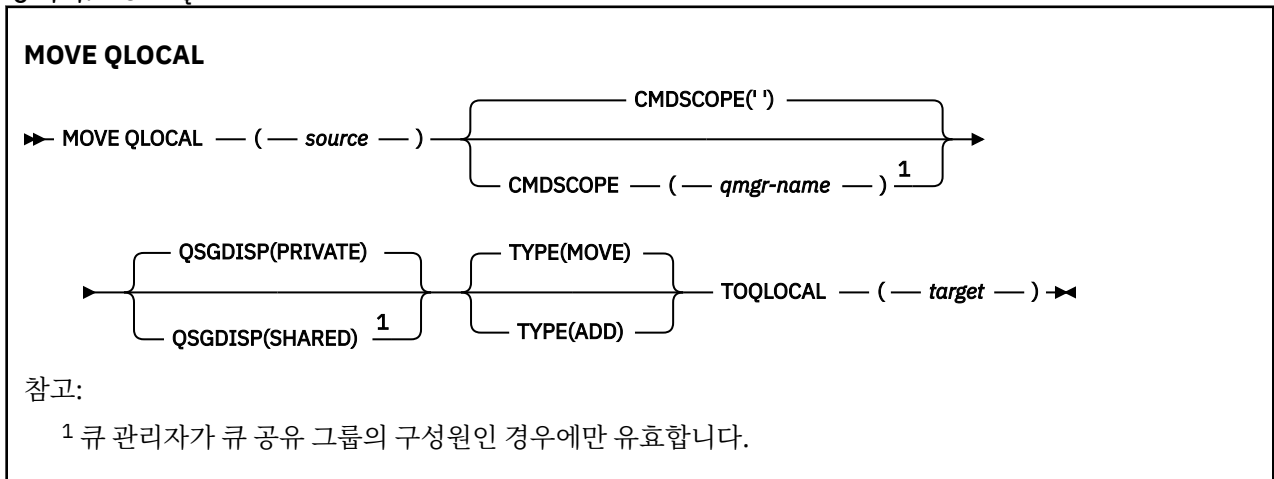 MOVE QLOCAL
CMDSCOPE(' ')
MOVE QLOCAL ( source )
CMDSCOPE ( qmgr-name ) 1
QSGDISP(PRIVATE) TYPE(MOVE)
TOQLOCAL ( target )
QSGDISP(SHARED) 1 TYPE(ADD)
참고:
1 큐 관리자가 큐 공유 그룹의 구성원인 경우에만 유효합니다.